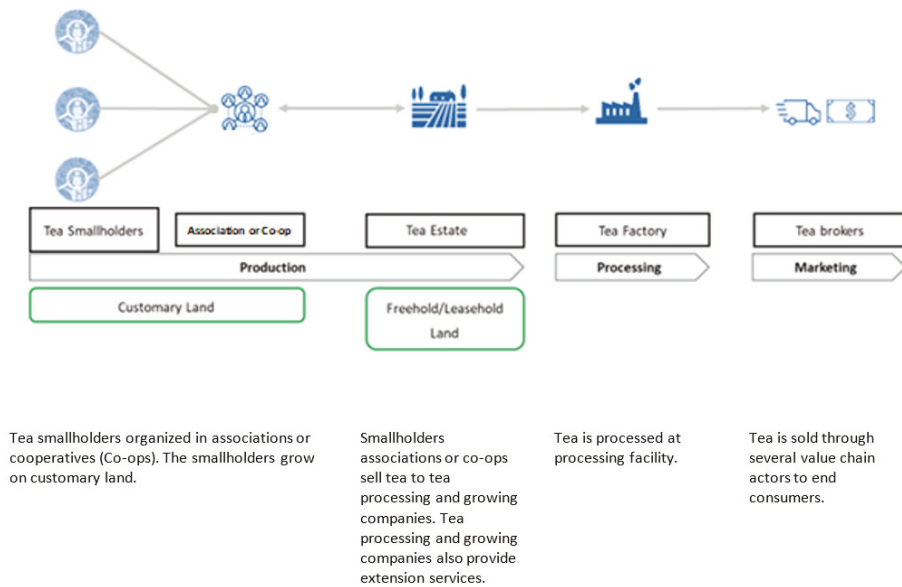 $
Tea Smallholders
Association or Co-op
Tea Estate
Tea Factory
Tea brokers
Production
Processing
Marketing
Customary Land
Freehold/Leasehold
Land
Tea smallholders organized in associations or
cooperatives (Co-ops). The smallholders grow
on customary land.
Smallholders
associations or co-ops
sell tea to tea
processing and growing
companies. Tea
processing and growing
companies also provide
extension services.
Tea is processed at
processing facility.
Tea is sold through
several value chain
actors to end
consumers.